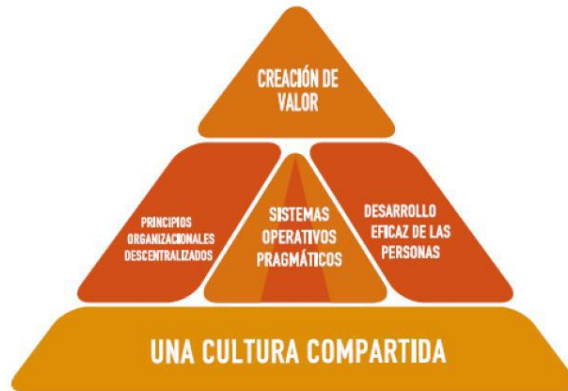 CREACIÓN DE
VALOR
PRINCIPIOS
ORGANIZACIONALES
DESCENTRALIZADOS
SISTEMAS
OPERATIVOS
PRAGMÁTICOS
DESARROLLO
EFICAZ DE LAS
PERSONAS
UNA CULTURA COMPARTIDA